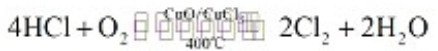 CuO/CuCl₂
4HCl + O₂ 2Cl₂ + 2H₂O
400℃